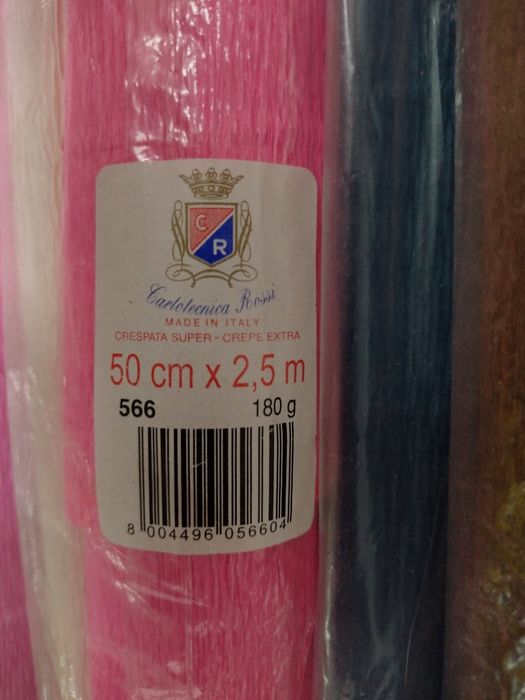 C
R
Cartotecnica Rossi
MADE IN ITALY
CRESPATA SUPER - CREPE EXTRA
50 cm x 2,5 m
566 180 g
8 004496 056604